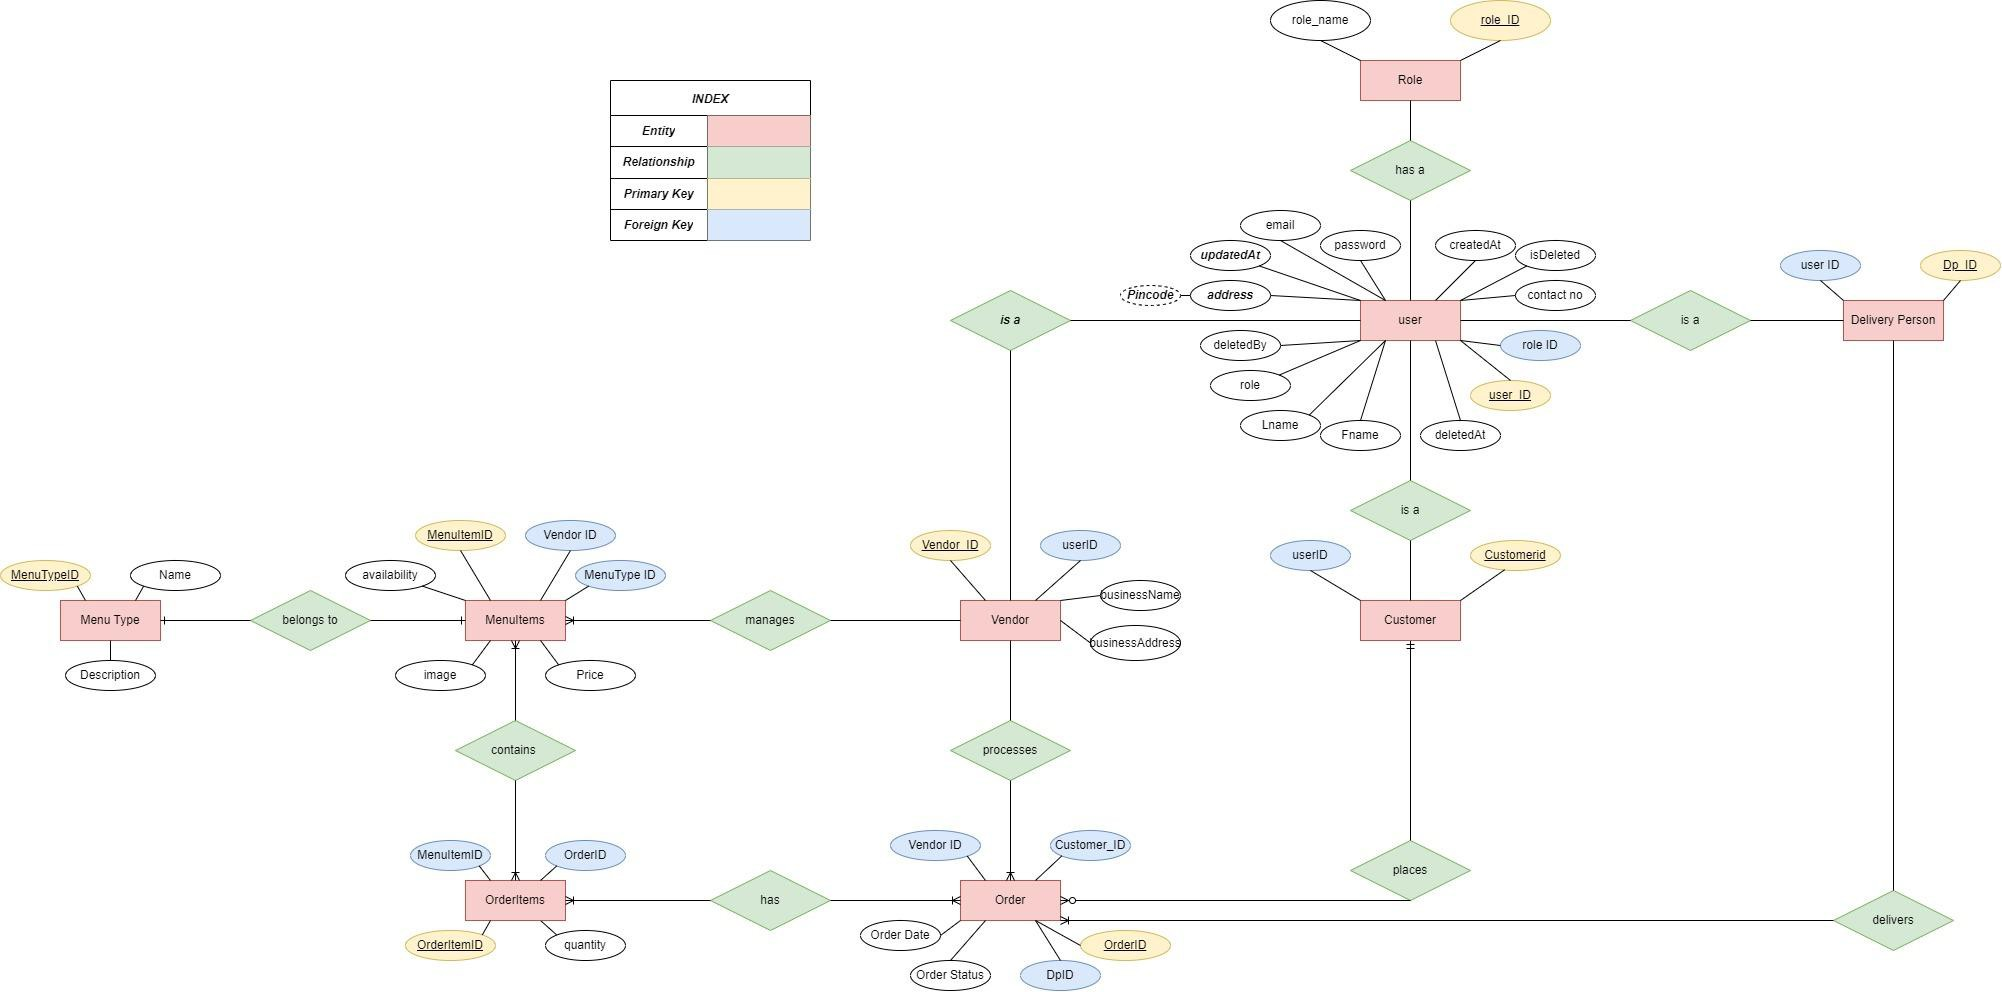 role_name
role_ID
Role
INDEX
Entity
Relationship
Primary Key
Foreign Key
has a
email
updatedAt
password
createdAt
isDeleted
Pincode
address
contact no
user ID
Dp_ID
is a
user
is a
Delivery Person
deletedBy
role ID
role
user_ID
Lname
Fname
deletedAt
is a
MenuItemID
Vendor ID
Vendor_ID
userID
userID
Customerid
MenuTypeID
Name
availability
MenuType ID
businessName
Menu Type
belongs to
MenuItems
manages
Vendor
Customer
businessAddress
Description
image
Price
contains
processes
MenuItemID
OrderID
Vendor ID
Customer_ID
places
OrderItems
has
Order
delivers
OrderItemID
quantity
Order Date
OrderID
Order Status
DpID